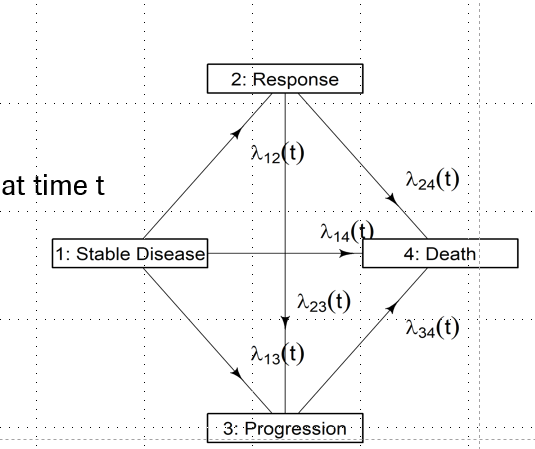 2: Response
λ12(t)
at time t
λ24(t)
λ14(t)
1: Stable Disease
4: Death
λ23(t)
λ34(t)
λ13(t)
3: Progression